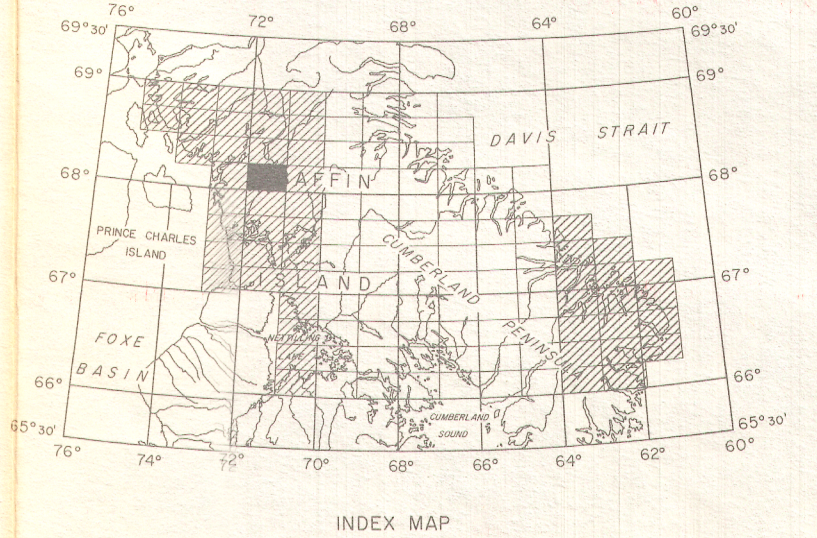 76° 72° 68° 64° 60°
69° 30' 69° 30'
69° 69°
DAVIS STRAIT
68° AFFIN 68°
PRINCE CHARLES
ISLAND
CUMBERLAND
67° ISLAND 67°
PENINSULA
FOXE
NETTILLING
LAKE
BASIN
66° 66°
CUMBERLAND
SOUND
65° 30' 65° 30'
76° 74° 72° 70° 68° 66° 64° 62° 60°
INDEX MAP